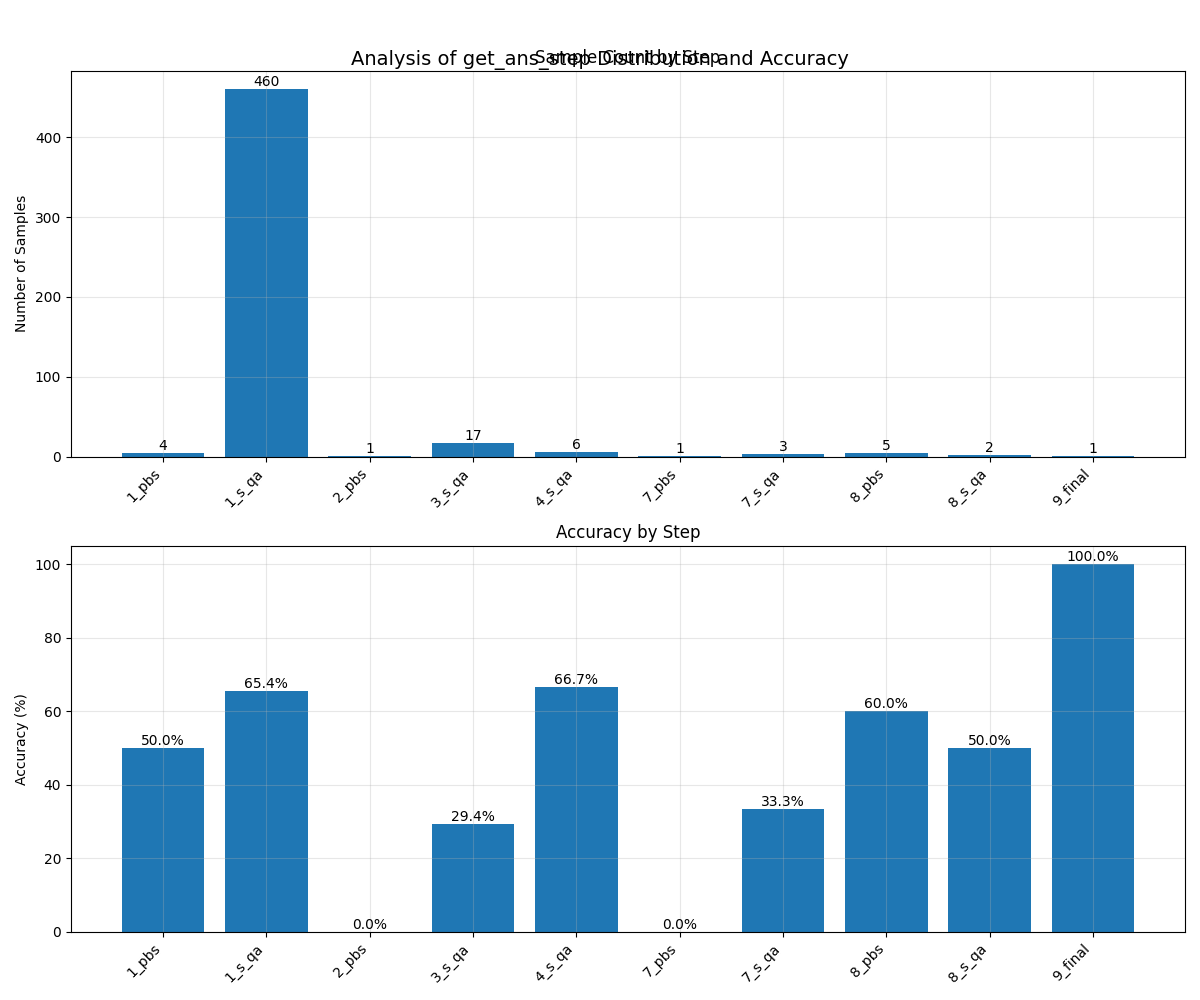 Analysis of get_ans_step Distribution and Accuracy
Sample Count by Step
460
4
1
17
6
1
3
5
2
1
400
300
200
100
0
Number of Samples
1_pbs
1_s_qa
2_pbs
3_s_qa
4_s_qa
7_pbs
7_s_qa
8_pbs
8_s_qa
9_final
Accuracy by Step
50.0%
65.4%
0.0%
29.4%
66.7%
0.0%
33.3%
60.0%
50.0%
100.0%
100
80
60
40
20
0
Accuracy (%)
1_pbs
1_s_qa
2_pbs
3_s_qa
4_s_qa
7_pbs
7_s_qa
8_pbs
8_s_qa
9_final